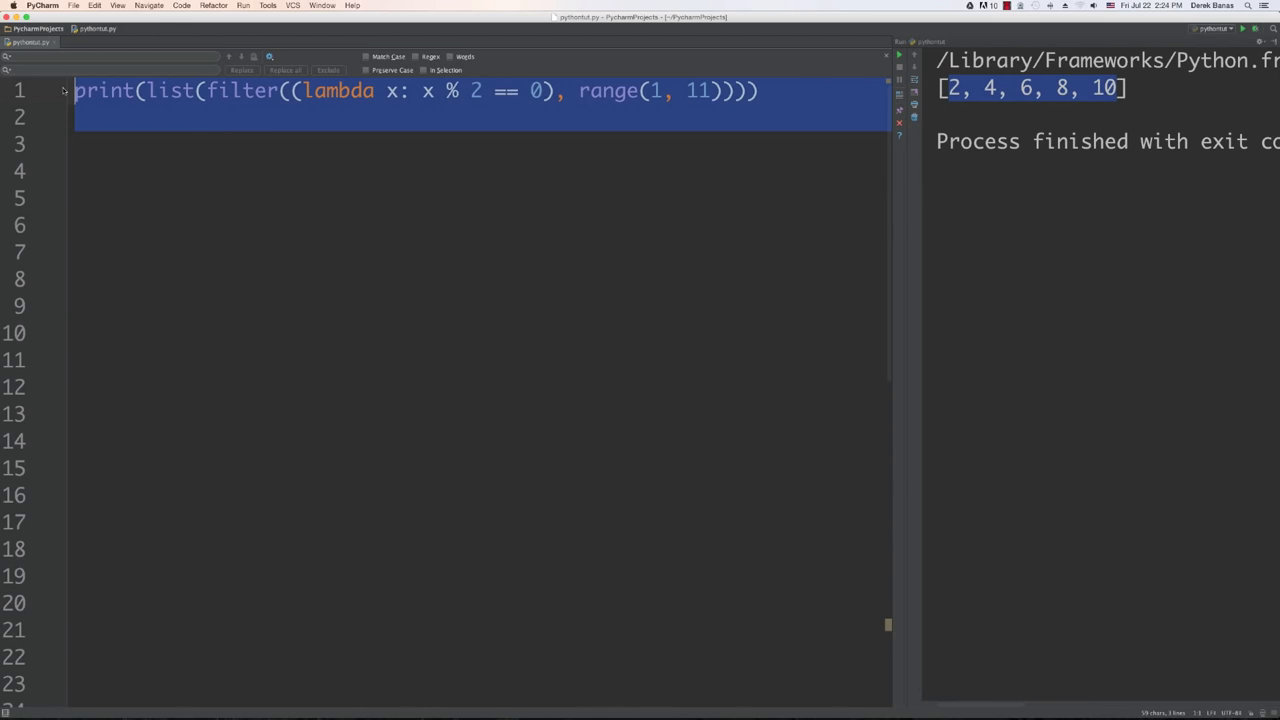 PyCharm File Edit View Navigate Code Refactor Run Tools VCS Window Help 10 Fri Jul 22 2:24 PM Derek Banas
pythontut.py - PycharmProjects - [~/PycharmProjects]
PycharmProjects pythontut.py pythontut
pythontut.py Run pythontut
Match Case Regex Words
Replace Replace all Exclude Preserve Case In Selection
/Library/Frameworks/Python.fr
1 print(list(filter((lambda x: x % 2 == 0), range(1, 11))))
[2, 4, 6, 8, 10]
2
3
Process finished with exit co
4
5
6
7
8
9
10
11
12
13
14
15
16
17
18
19
20
21
22
23
59 chars, 3 lines 1:1 LF÷ UTF-8÷